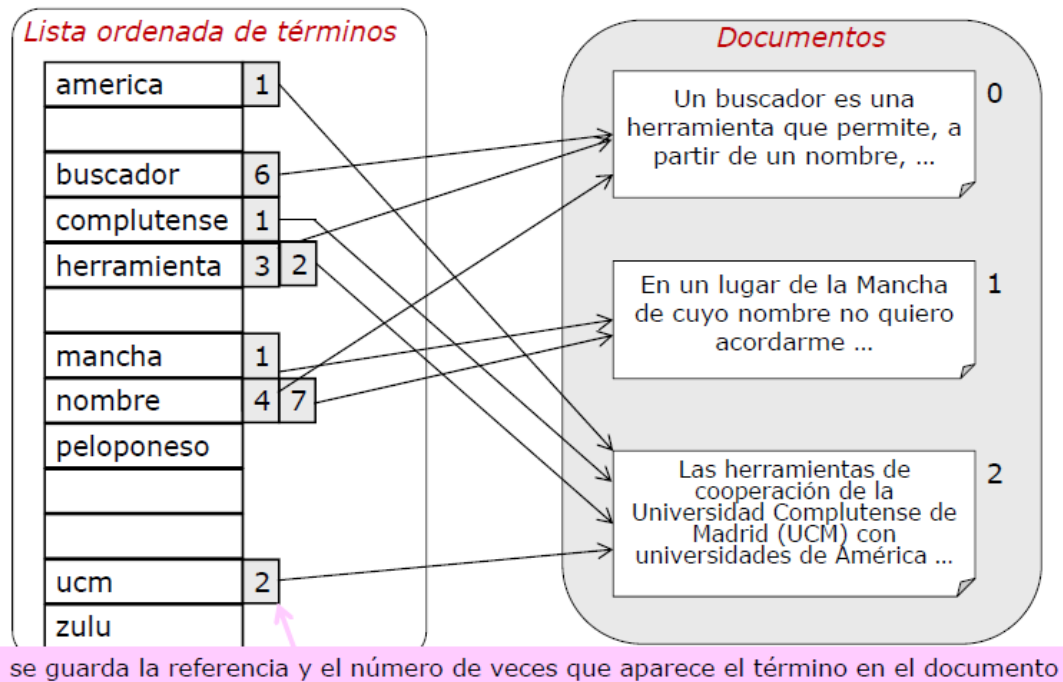 Lista ordenada de términos
america 1
buscador 6
complutense 1
herramienta 3 2
mancha 1
nombre 4 7
peloponeso
ucm 2
zulu
Documentos
Un buscador es una
herramienta que permite, a
partir de un nombre, ...
0
En un lugar de la Mancha
de cuyo nombre no quiero
acordarme ...
1
Las herramientas de
cooperación de la
Universidad Complutense de
Madrid (UCM) con
universidades de América ...
2
se guarda la referencia y el número de veces que aparece el término en el documento